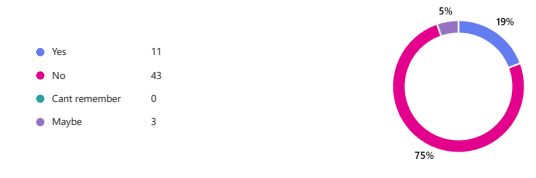 Yes 11
No 43
Cant remember 0
Maybe 3
5%
19%
75%